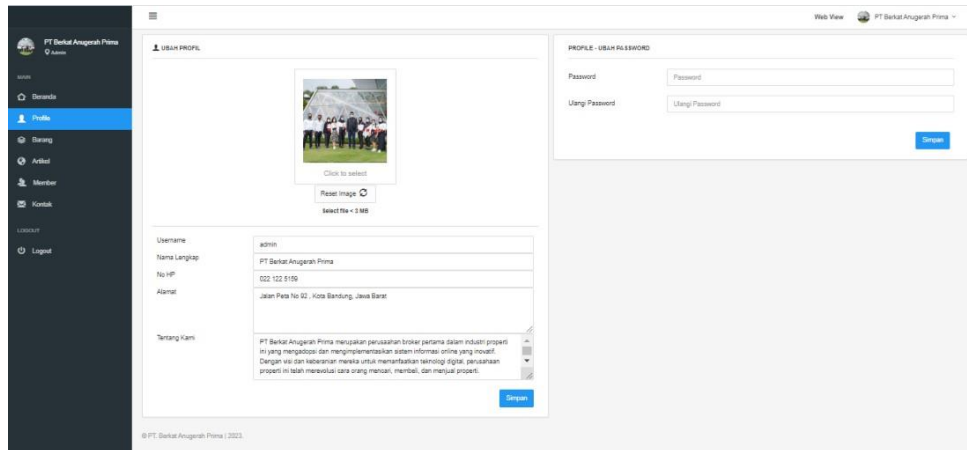 Web View PT Berkat Anugerah Prima
PT Berkat Anugerah Prima
Admin
MAIN
Beranda
Profile
Barang
Artikel
Member
Kontak
LOGOUT
Logout
UBAH PROFIL
Click to select
Reset Image
Select file < 3 MB
Username admin
Nama Langkap PT Berkat Anugerah Prima
No HP 022 122 5159
Alamat Jalan Peta No 92 , Kota Bandung, Jawa Barat
Tentang Kami PT Berkat Anugerah Prima merupakan perusaahan broker pertama dalam industri properti
ini yang mengadopsi dan mengimplementasikan sistem informasi online yang inovatif.
Dengan visi dan keberanian mereka untuk memanfaatkan teknologi digital, perusahaan
properti ini telah merevolusi cara orang mencari, membeli, dan menjual properti.
Simpan
PROFILE - UBAH PASSWORD
Password Password
Ulangi Password Ulangi Password
Simpan
© PT. Berkat Anugerah Prima | 2023.